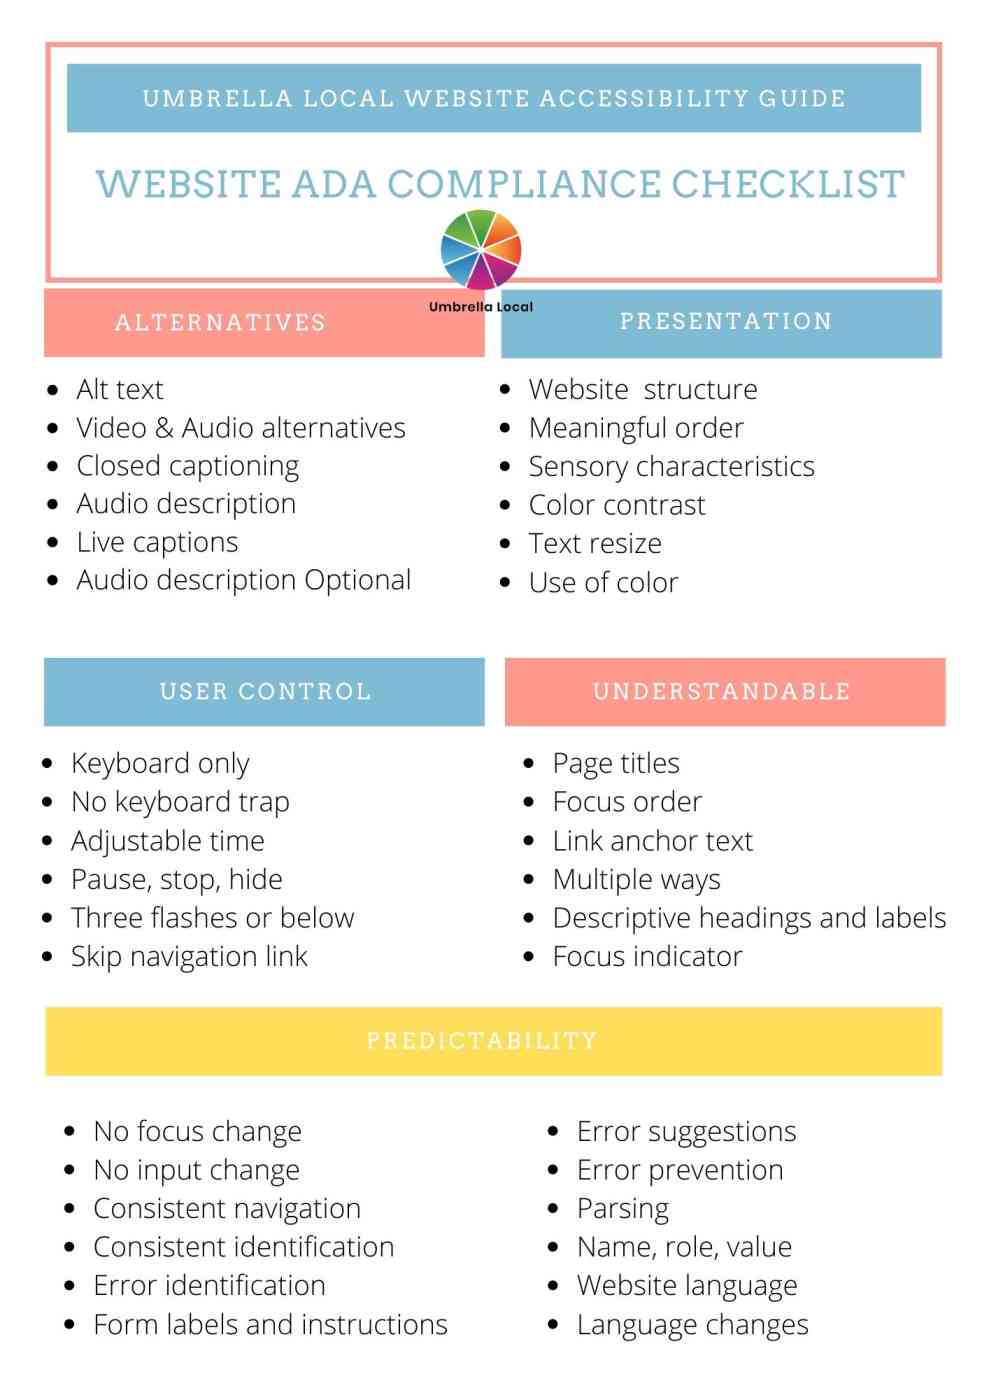 UMBRELLA LOCAL WEBSITE ACCESSIBILITY GUIDE
WEBSITE ADA COMPLIANCE CHECKLIST
Umbrella Local
ALTERNATIVES
Alt text
Video & Audio alternatives
Closed captioning
Audio description
Live captions
Audio description Optional
PRESENTATION
Website structure
Meaningful order
Sensory characteristics
Color contrast
Text resize
Use of color
USER CONTROL
Keyboard only
No keyboard trap
Adjustable time
Pause, stop, hide
Three flashes or below
Skip navigation link
UNDERSTANDABLE
Page titles
Focus order
Link anchor text
Multiple ways
Descriptive headings and labels
Focus indicator
PREDICTABILITY
No focus change
No input change
Consistent navigation
Consistent identification
Error identification
Form labels and instructions
Error suggestions
Error prevention
Parsing
Name, role, value
Website language
Language changes